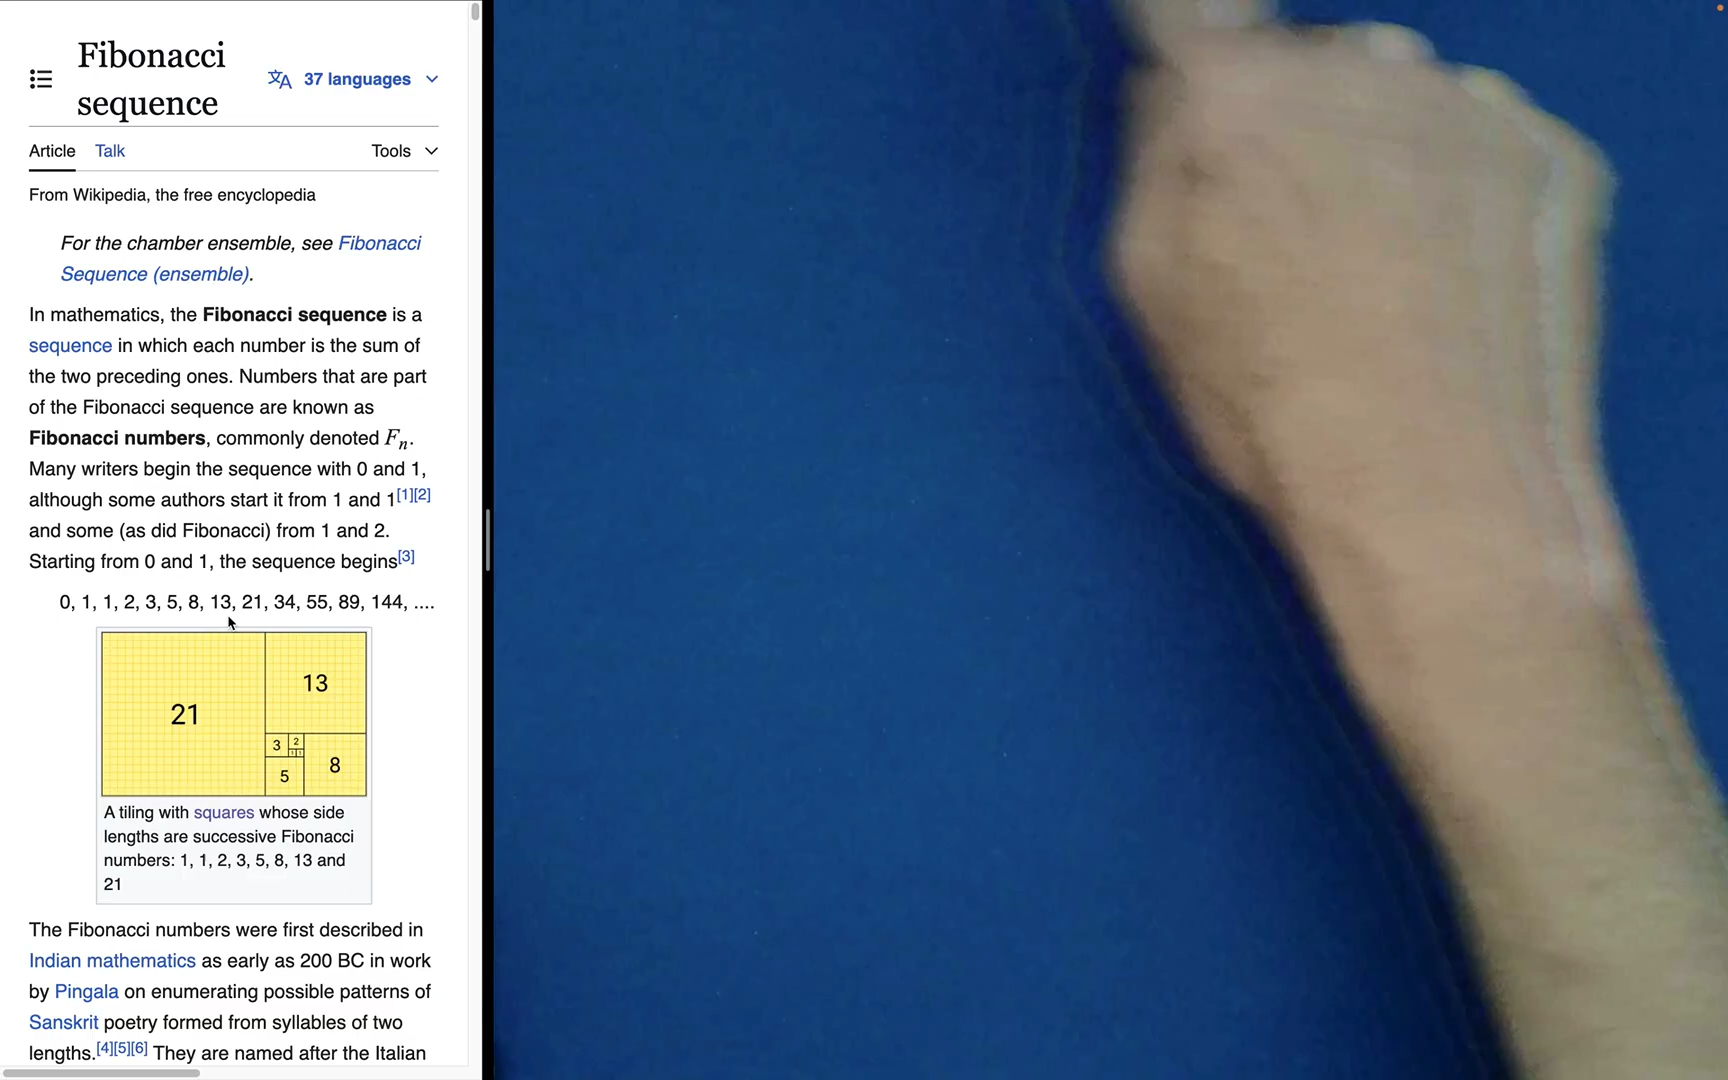 Fibonacci
sequence
37 languages
Article Talk Tools
From Wikipedia, the free encyclopedia
For the chamber ensemble, see Fibonacci
Sequence (ensemble).
In mathematics, the Fibonacci sequence is a
sequence in which each number is the sum of
the two preceding ones. Numbers that are part
of the Fibonacci sequence are known as
Fibonacci numbers, commonly denoted Fn.
Many writers begin the sequence with 0 and 1,
although some authors start it from 1 and 1[1][2]
and some (as did Fibonacci) from 1 and 2.
Starting from 0 and 1, the sequence begins[3]
0, 1, 1, 2, 3, 5, 8, 13, 21, 34, 55, 89, 144, ....
13
21
3 2
1 1
8
5
A tiling with squares whose side
lengths are successive Fibonacci
numbers: 1, 1, 2, 3, 5, 8, 13 and
21
The Fibonacci numbers were first described in
Indian mathematics as early as 200 BC in work
by Pingala on enumerating possible patterns of
Sanskrit poetry formed from syllables of two
lengths.[4][5][6] They are named after the Italian